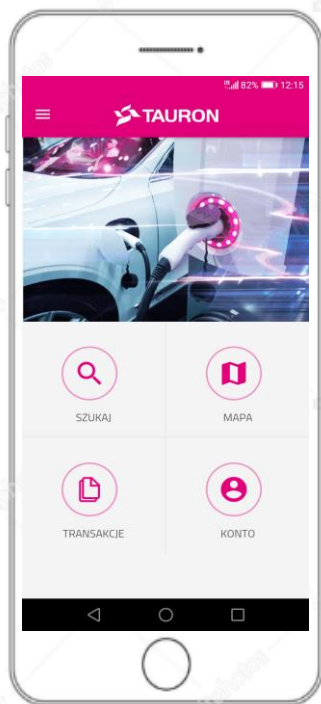 82% 12:15
TAURON
SZUKAJ
MAPA
TRANSAKCJE
KONTO